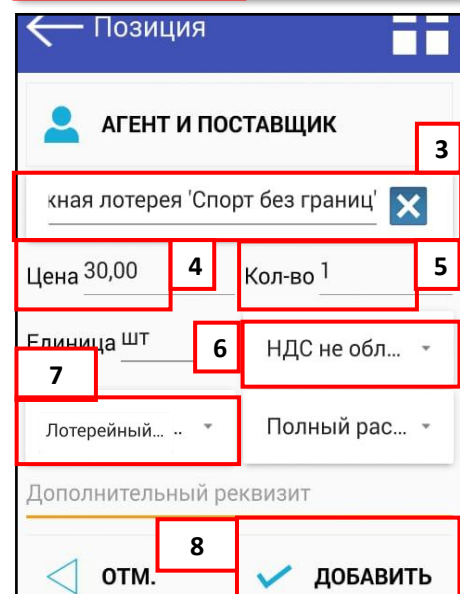 Позиция
АГЕНТ И ПОСТАВЩИК
3
кная лотерея 'Спорт без границ'
Цена 30,00 4 Кол-во 1 5
Единица шт 6 НДС не обл...
7
Лотерейный... .. Полный рас...
Дополнительный реквизит
8
ОТМ. ДОБАВИТЬ